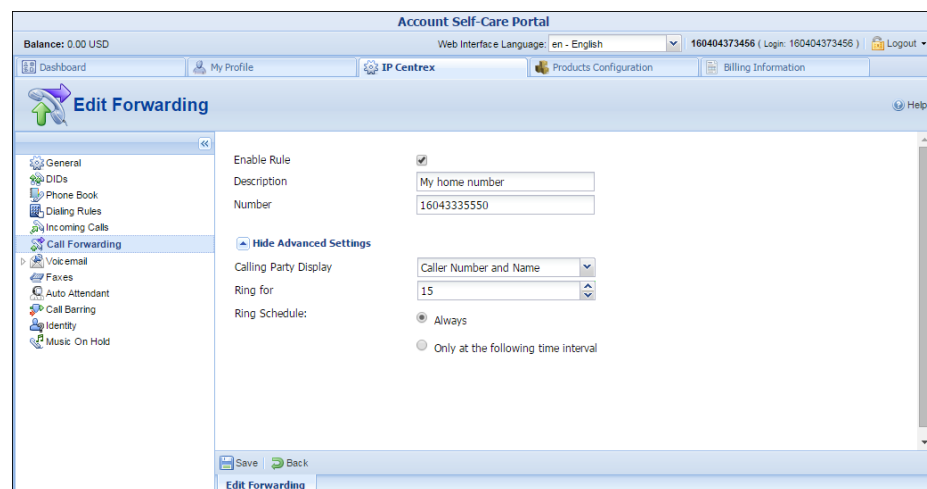 Account Self-Care Portal
Balance: 0.00 USD
Web Interface Language: en - English
160404373456 ( Login: 160404373456 )
Logout
Dashboard
My Profile
IP Centrex
Products Configuration
Billing Information
Edit Forwarding
Help
General
DIDs
Phone Book
Dialing Rules
Incoming Calls
Call Forwarding
Voicemail
Faxes
Auto Attendant
Call Barring
Identity
Music On Hold
Enable Rule
Description My home number
Number 16043335550
Hide Advanced Settings
Calling Party Display Caller Number and Name
Ring for 15
Ring Schedule: Always
Only at the following time interval
Save Back
Edit Forwarding